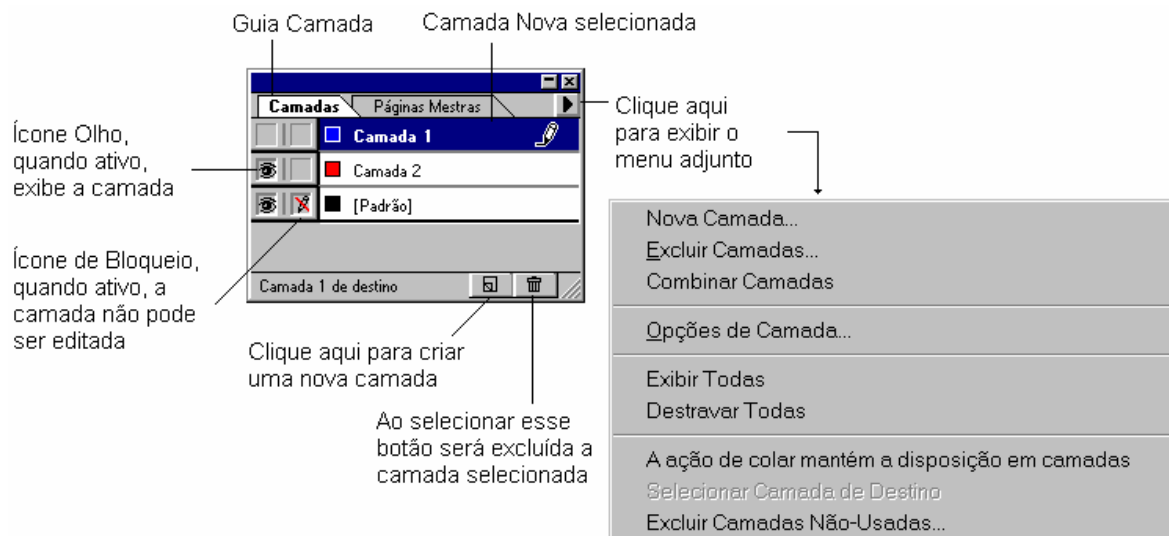 Guia Camada
Camada Nova selecionada
Camadas
Páginas Mestras
Camada 1
Camada 2
[Padrão]
Camada 1 de destino
Ícone Olho,
quando ativo,
exibe a camada
Ícone de Bloqueio,
quando ativo, a
camada não pode
ser editada
Clique aqui para criar
uma nova camada
Ao selecionar esse
botão será excluída a
camada selecionada
Clique aqui
para exibir o
menu adjunto
Nova Camada...
Excluir Camadas...
Combinar Camadas
Opções de Camada...
Exibir Todas
Destravar Todas
A ação de colar mantém a disposição em camadas
Selecionar Camada de Destino
Excluir Camadas Não-Usadas...